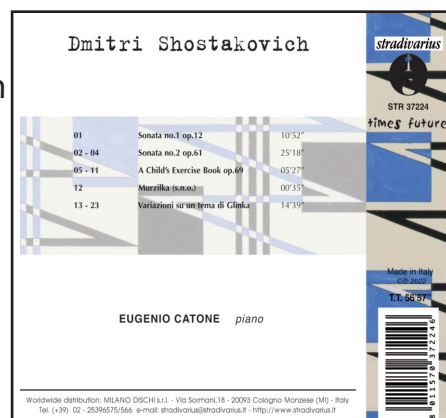 Dmitri Shostakovich
01 Sonata no.1 op.12 10'52"
02 - 04 Sonata no.2 op.61 25'18"
05 - 11 A Child's Exercise Book op.69 05'27"
12 Murzilka (s.n.o.) 00'35"
13 - 23 Variazioni su un tema di Glinka 14'39"
EUGENIO CATONE piano
Worldwide distribution: MILANO DISCHI s.r.l. - Via Sormani,18 - 20093 Cologno Monzese (MI) - Italy
Tel. (+39) 02 - 25396575/566 e-mail: stradivarius@stradivarius.it - http://www.stradivarius.it
stradivarius
STR 37224
times future
Made in Italy
©℗ 2022
T.T. 56'57"
8011570372246